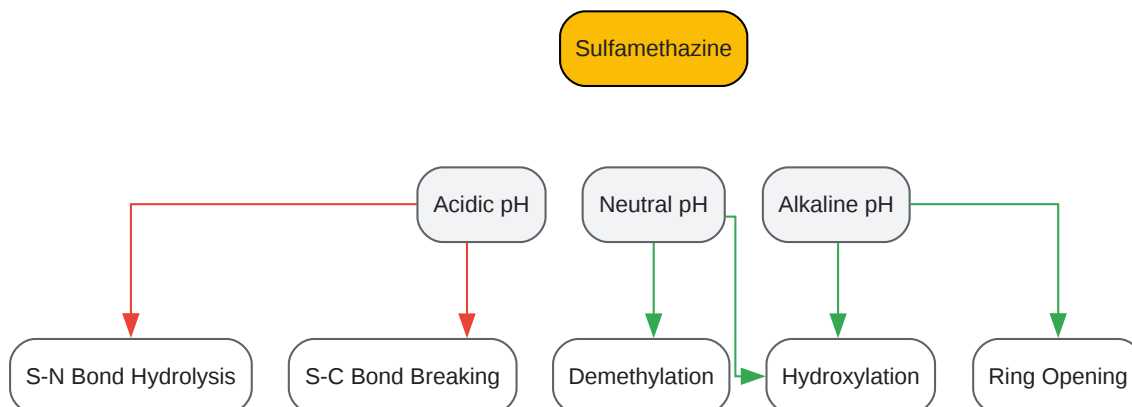 Sulfamethazine
Acidic pH
Neutral pH
Alkaline pH
S-N Bond Hydrolysis
S-C Bond Breaking
Demethylation
Hydroxylation
Ring Opening